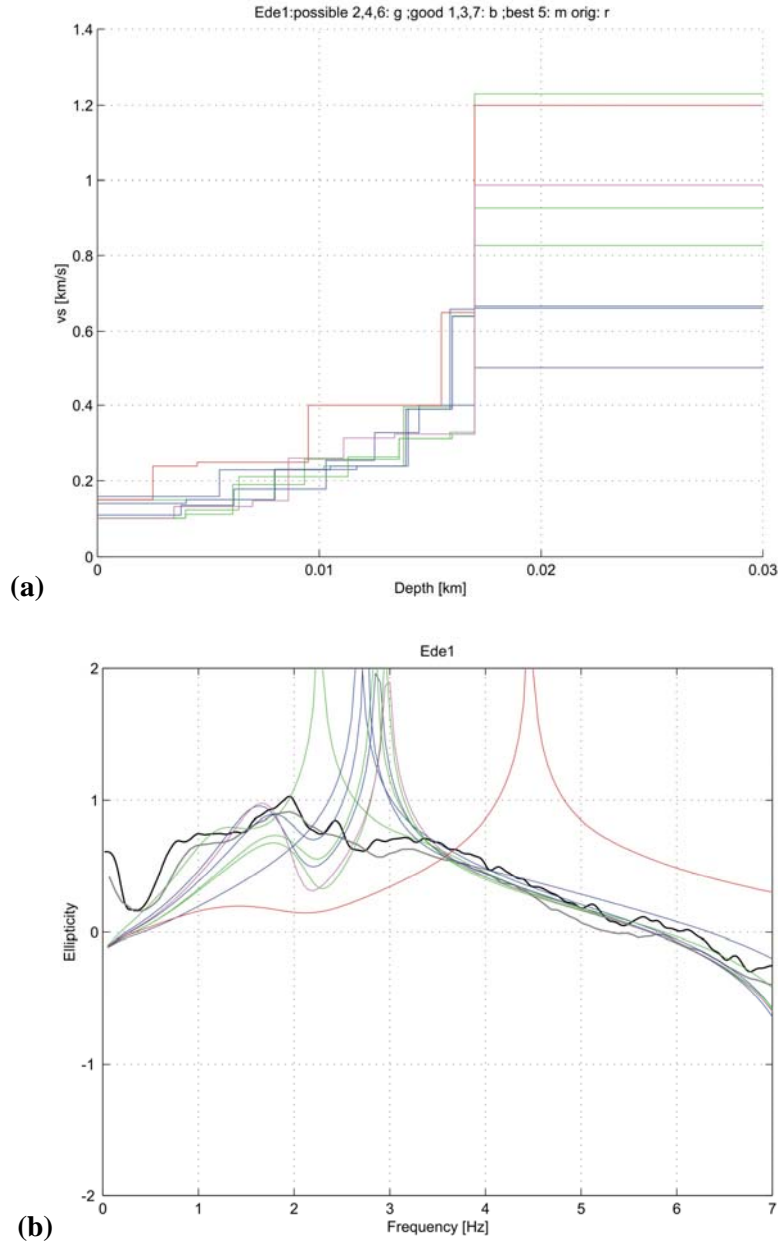 Ede1:possible 2,4,6: g ;good 1,3,7: b ;best 5: m orig: r
1.4
1.2
1
0.8
0.6
0.4
0.2
0
vs [km/s]
0 0.01 0.02 0.03
Depth [km]
(a)
Ede1
2
1
0
-1
-2
Ellipticity
0 1 2 3 4 5 6 7
Frequency [Hz]
(b)